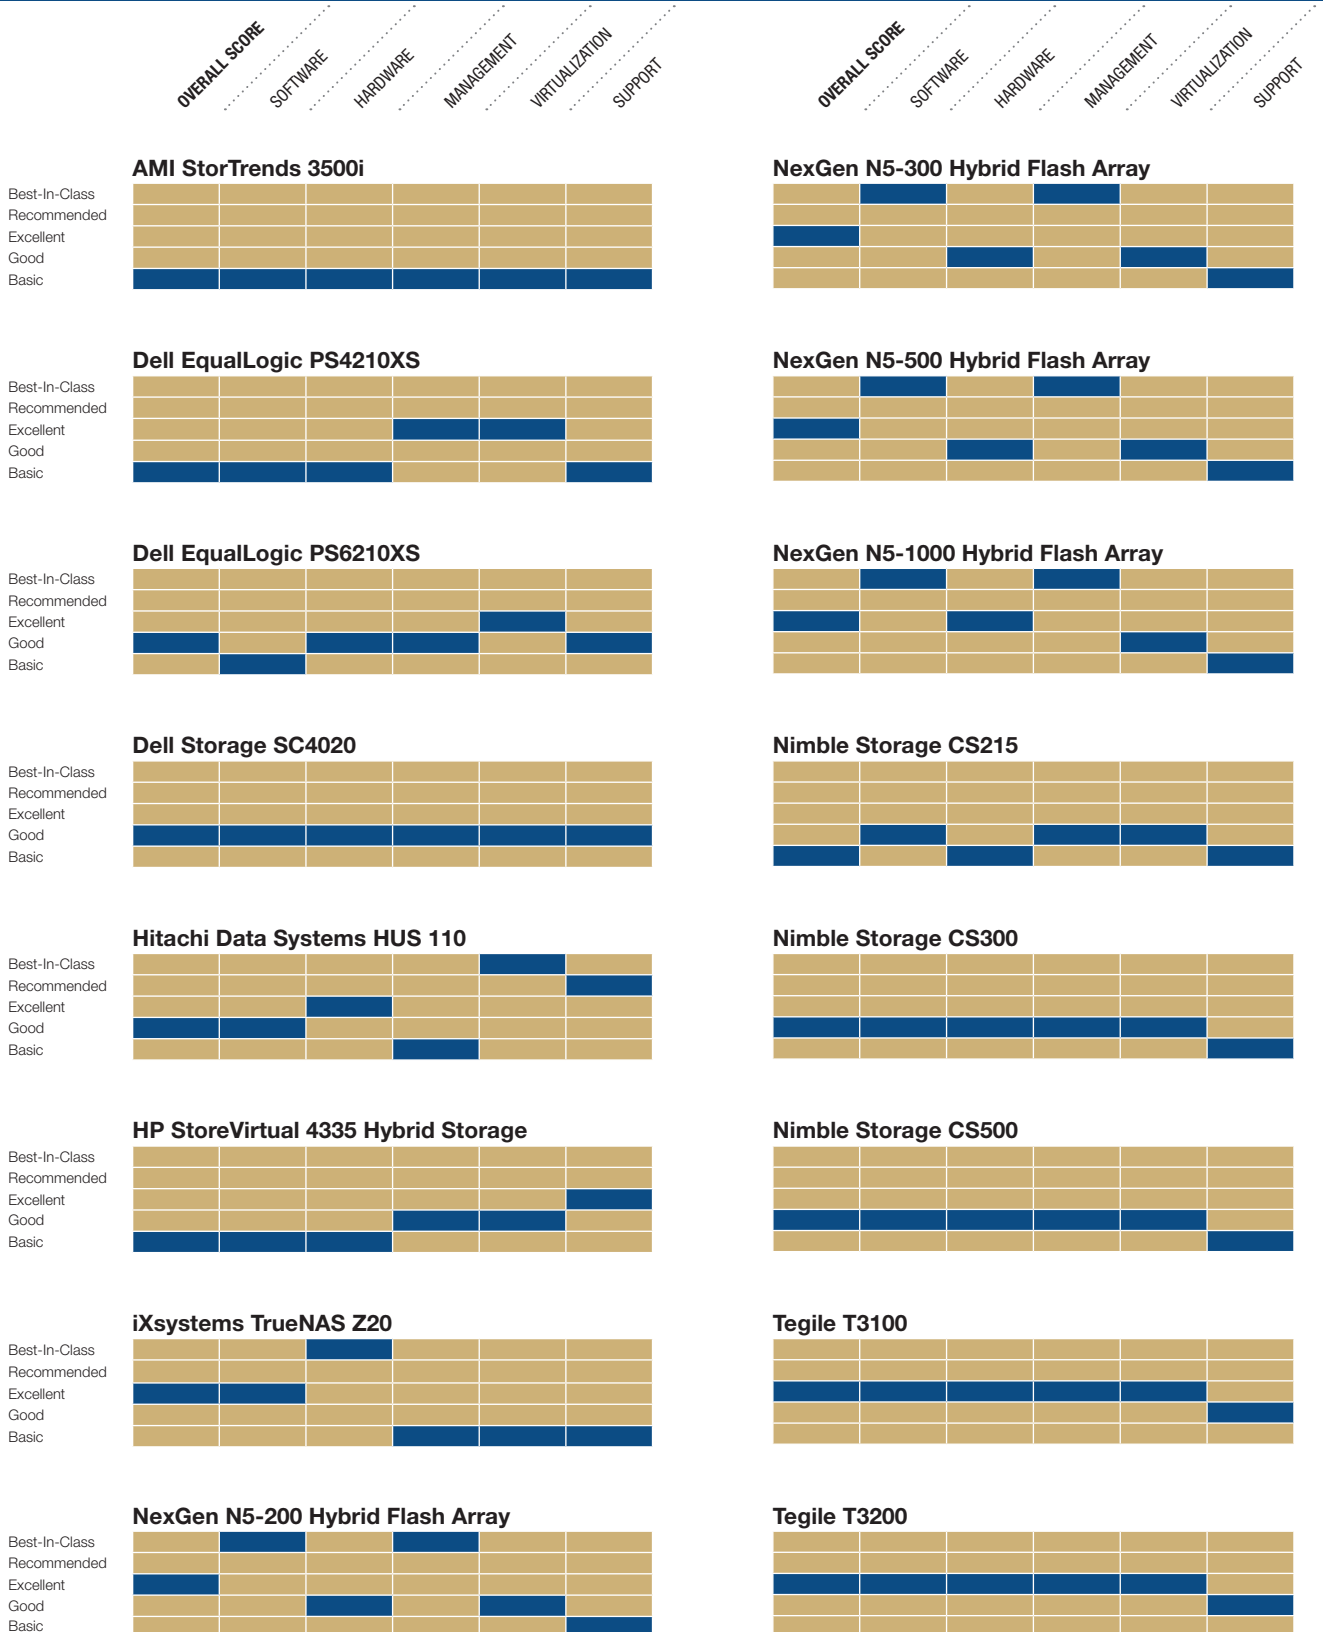 OVERALL SCORE
SOFTWARE
HARDWARE
MANAGEMENT
VIRTUALIZATION
SUPPORT
OVERALL SCORE
SOFTWARE
HARDWARE
MANAGEMENT
VIRTUALIZATION
SUPPORT
AMI StorTrends 3500i
Best-In-Class
Recommended
Excellent
Good
Basic
NexGen N5-300 Hybrid Flash Array
Dell EqualLogic PS4210XS
Best-In-Class
Recommended
Excellent
Good
Basic
NexGen N5-500 Hybrid Flash Array
Dell EqualLogic PS6210XS
Best-In-Class
Recommended
Excellent
Good
Basic
NexGen N5-1000 Hybrid Flash Array
Dell Storage SC4020
Best-In-Class
Recommended
Excellent
Good
Basic
Nimble Storage CS215
Hitachi Data Systems HUS 110
Best-In-Class
Recommended
Excellent
Good
Basic
Nimble Storage CS300
HP StoreVirtual 4335 Hybrid Storage
Best-In-Class
Recommended
Excellent
Good
Basic
Nimble Storage CS500
iXsystems TrueNAS Z20
Best-In-Class
Recommended
Excellent
Good
Basic
Tegile T3100
NexGen N5-200 Hybrid Flash Array
Best-In-Class
Recommended
Excellent
Good
Basic
Tegile T3200